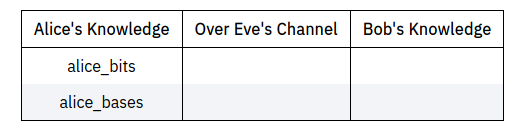 Alice's Knowledge Over Eve's Channel Bob's Knowledge
alice_bits
alice_bases